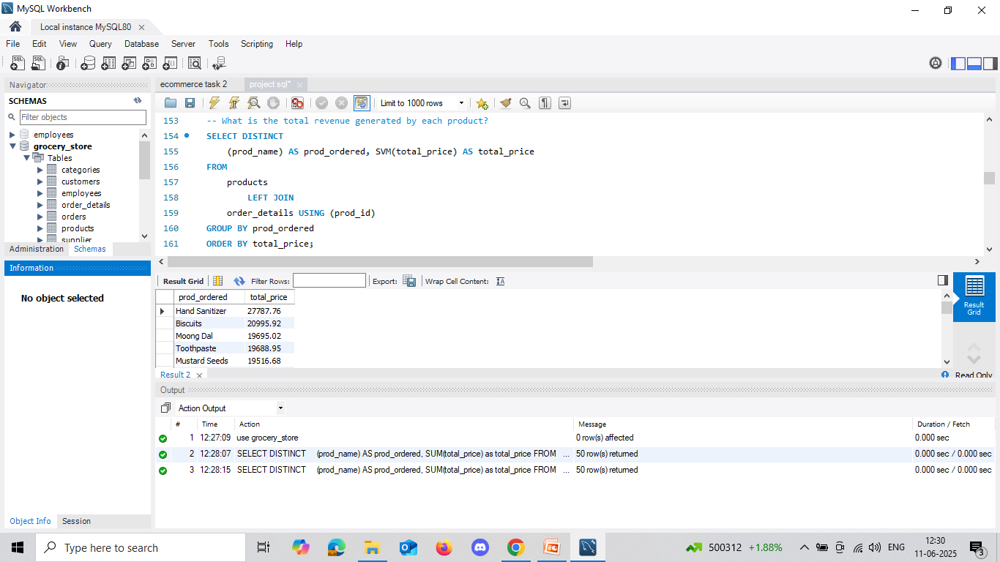 MySQL Workbench
Local instance MySQL80
File Edit View Query Database Server Tools Scripting Help
Navigator
SCHEMAS
Filter objects
employees
grocery_store
Tables
categories
customers
employees
order_details
orders
products
supplier
Administration Schemas
Information
No object selected
Object Info Session
ecommerce task 2 project sql*
Limit to 1000 rows
153 -- What is the total revenue generated by each product?
154 SELECT DISTINCT
155 (prod_name) AS prod_ordered, SVM(total_price) AS total_price
156 FROM
157 products
158 LEFT JOIN
159 order_details USING (prod_id)
160 GROUP BY prod_ordered
161 ORDER BY total_price;
Result Grid Filter Rows: Export: Wrap Cell Content:
prod_ordered total_price
Hand Sanitizer 27787.76
Biscuits 20995.92
Moong Dal 19695.02
Toothpaste 19688.95
Mustard Seeds 19516.68
Result Grid
Result 2
Read Only
Output
Action Output
# Time Action Message Duration / Fetch
1 12:27:09 use grocery_store 0 row(s) affected 0.000 sec
2 12:28:07 SELECT DISTINCT (prod_name) AS prod_ordered, SUM(total_price) as total_price FROM ... 50 row(s) returned 0.000 sec / 0.000 sec
3 12:28:15 SELECT DISTINCT (prod_name) AS prod_ordered, SUM(total_price) as total_price FROM ... 50 row(s) returned 0.000 sec / 0.000 sec
Type here to search
500312 +1.88%
ENG
12:30
11-06-2025
3